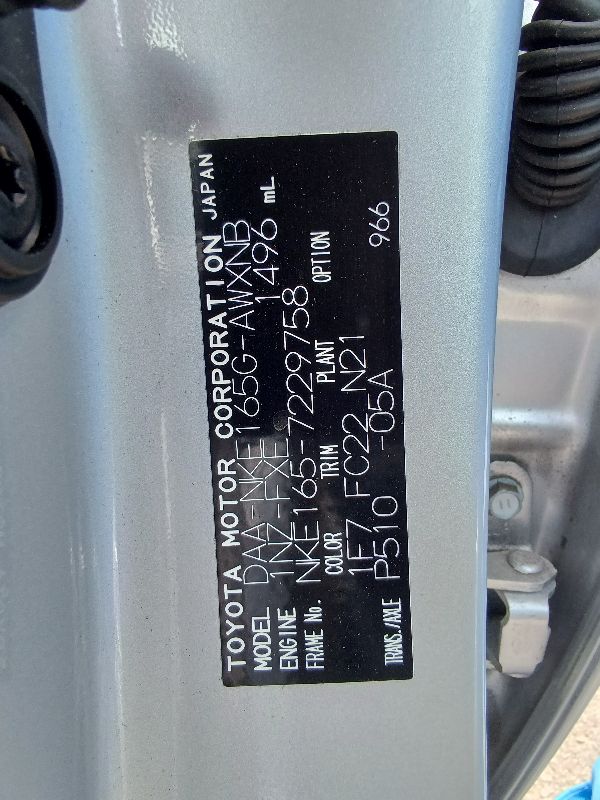 TOYOTA MOTOR CORPORATION JAPAN
MODEL DAA-NKE165G-AWXNB
ENGINE 1NZ-FXE 1496 mL
FRAME No. NKE165-7229758
COLOR TRIM PLANT OPTION
1F7 FC22 N21
TRANS./AXLE P510 -05A 966